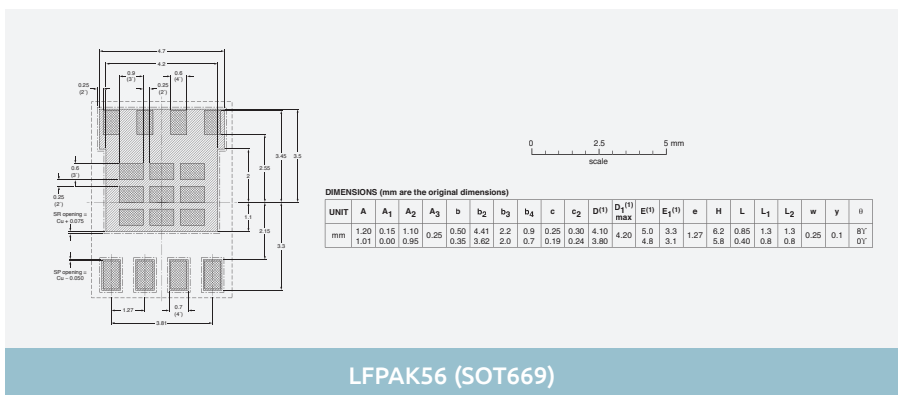 4.7
4.2
0.9
(3×)
0.6
(4×)
0.25
(2×)
0.25
(2×)
3.45
3.5
2.55
0.6
(3×)
2
0.25
(2×)
SR opening =
Cu + 0.075
1.1
2.15
3.3
SP opening =
Cu – 0.050
1.27
0.7
(4×)
3.81
0 2.5 5 mm
scale
DIMENSIONS (mm are the original dimensions)
UNIT A A1 A2 A3 b b2 b3 b4 c c2 D(1) D1(1) max E(1) E1(1) e H L L1 L2 w y θ
mm 1.20 0.15 1.10 0.25 0.50 4.41 2.2 0.9 0.25 0.30 4.10 4.20 5.0 3.3 1.27 6.2 0.85 1.3 1.3 0.25 0.1
1.01 0.00 0.95 0.35 3.62 2.0 0.7 0.19 0.24 3.80 4.8 3.1 5.8 0.40 0.8 0.8
LFPAK56 (SOT669)